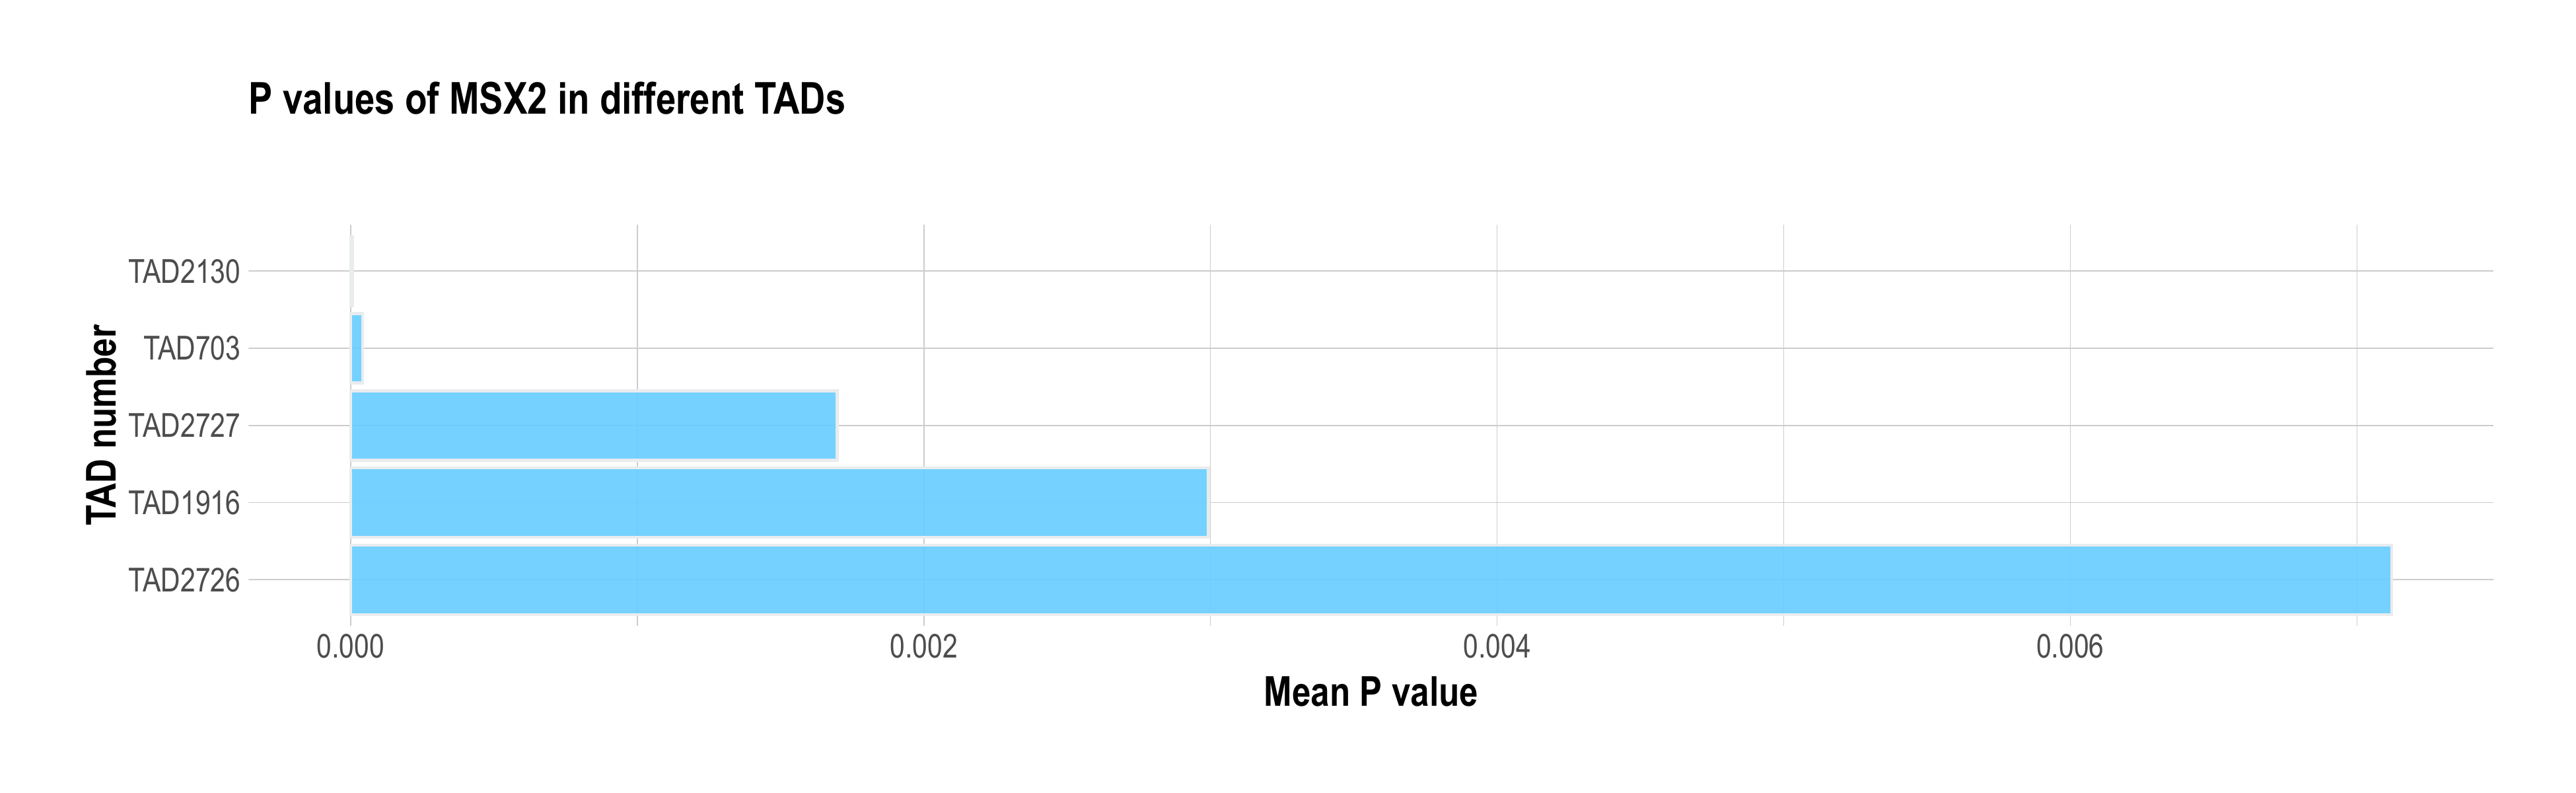 P values of MSX2 in different TADs
TAD number
TAD2130
TAD703
TAD2727
TAD1916
TAD2726
0.000 0.002 0.004 0.006
Mean P value